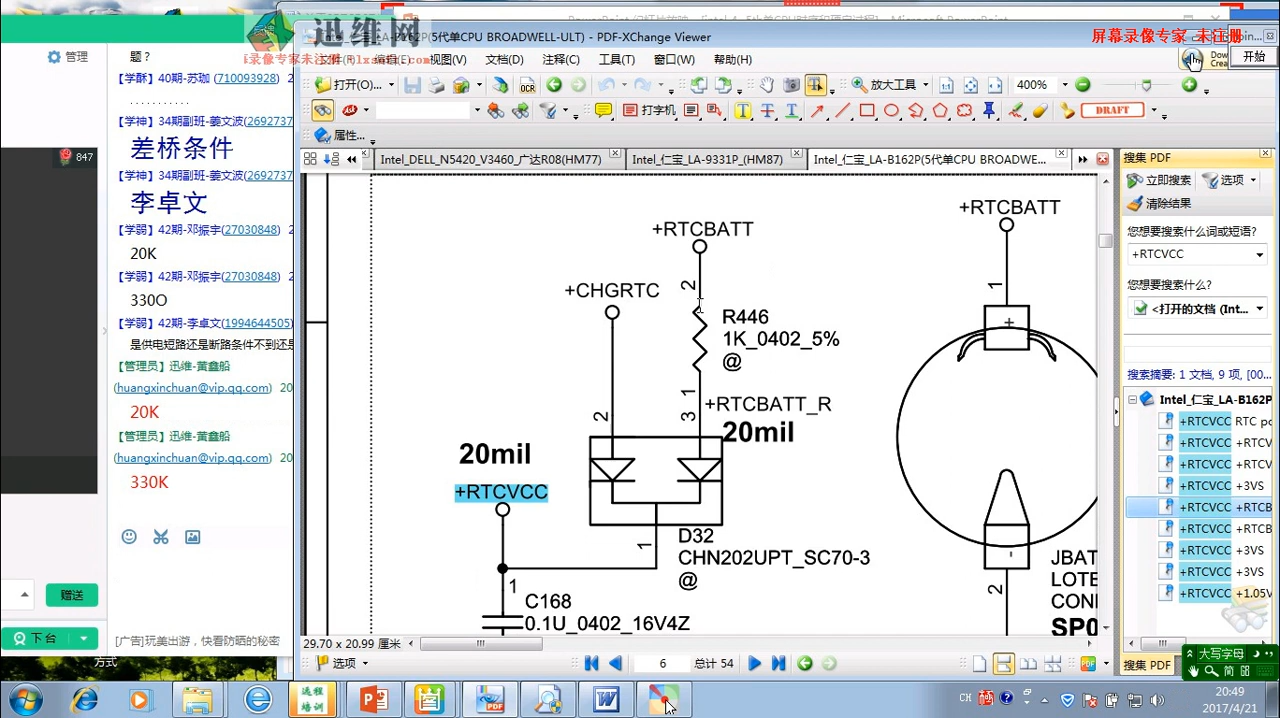 迅维网
屏幕录像专家 未注册
LA-B162P(5代单CPU BROADWELL-ULT) - PDF-XChange Viewer
开始
管理
题？
视图(V)
文档(D)
注释(C)
工具(T)
窗口(W)
帮助(H)
【学酥】40期-苏珈 (710093928)
...........
【学神】34期副班-姜文波(2692737
差桥条件
【学神】34期副班-姜文波(2692737
李卓文
【学弱】42期-邓振宇(27030848)
20K
【学弱】42期-邓振宇(27030848)
330O
【学弱】42期-李卓文(1994644505)
是供电短路还是断路条件不到还是
【管理员】迅维-黄鑫船
(huangxinchuan@vip.qq.com) 20
20K
【管理员】迅维-黄鑫船
(huangxinchuan@vip.qq.com) 20
330K
[广告]玩美出游，快看防晒的秘密
847
赠送
下台
方式
打开(O)...
OCR
放大工具
400%
打字机
DRAFT
属性...
Intel_DELL_N5420_V3460_广达R08(HM77)
Intel_仁宝_LA-9331P_(HM87)
Intel_仁宝_LA-B162P(5代单CPU BROADWE...
+RTCBATT
+CHGRTC
2
R446
1K_0402_5%
@
1
+RTCBATT_R
2
3
20mil
20mil
+RTCVCC
D32
CHN202UPT_SC70-3
@
1
1
C168
0.1U_0402_16V4Z
+RTCBATT
1
+
-
2
JBAT
LOTE
CON
SP0
29.70 x 20.99 厘米
选项
6
总计 54
搜集 PDF
立即搜索
选项
清除结果
您想要搜索什么词或短语?
+RTCVCC
您想要搜索什么?
<打开的文档 (Int...
搜索摘要: 1 文档, 9 项, [00...
Intel_仁宝_LA-B162P
+RTCVCC RTC po
+RTCVCC +RTCV
+RTCVCC +RTCV
+RTCVCC +3VS
+RTCVCC +RTCB
+RTCVCC +RTCB
+RTCVCC +3VS
+RTCVCC +3VS
+RTCVCC +1.05V
搜集 PDF
大写字母
简
远程
培训
CH
20:49
2017/4/21